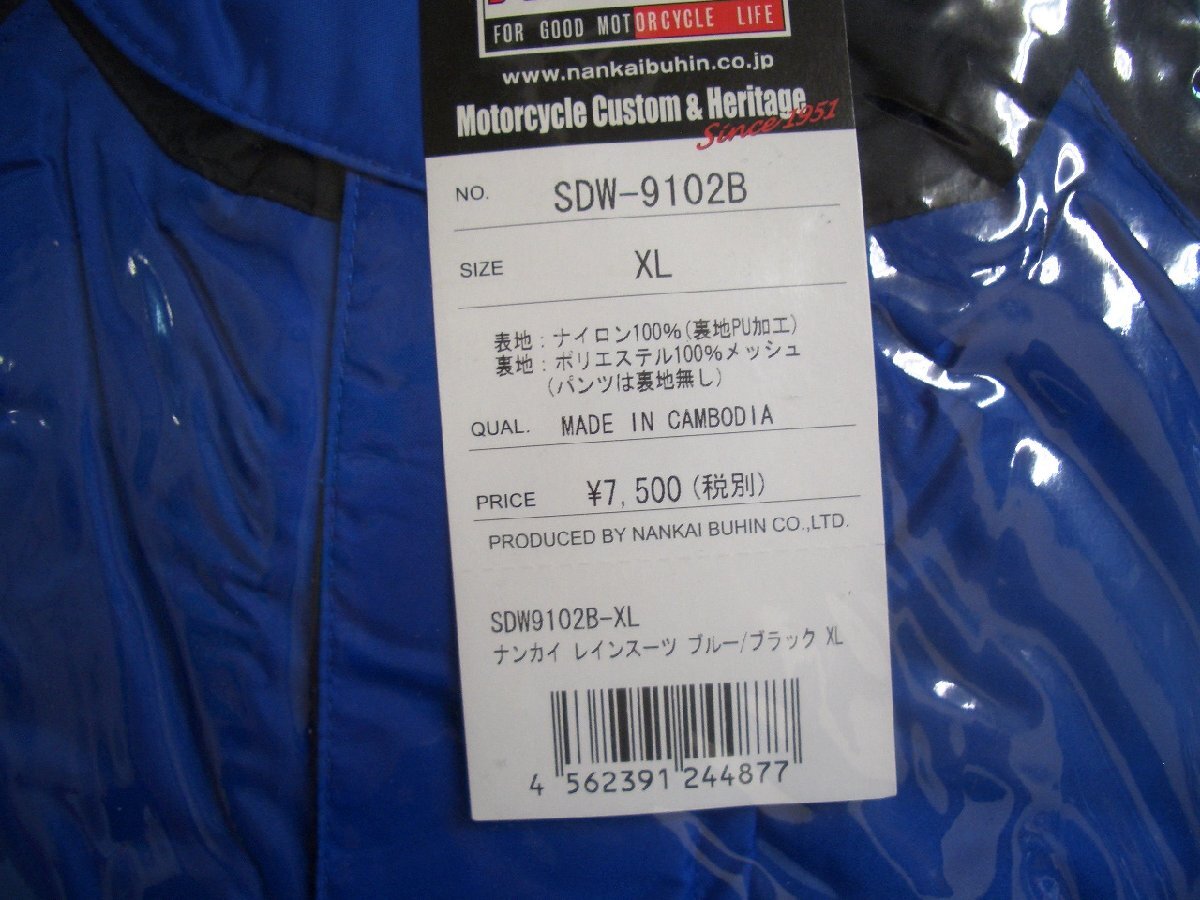 FOR GOOD MOTORCYCLE LIFE
www.nankaibuhin.co.jp
Motorcycle Custom & Heritage
Since 1951
NO. SDW-9102B
SIZE XL
表地:ナイロン100%(裏地PU加工)
裏地:ポリエステル100%メッシュ
(パンツは裏地無し)
QUAL. MADE IN CAMBODIA
PRICE ¥7,500(税別)
PRODUCED BY NANKAI BUHIN CO.,LTD.
SDW9102B-XL
ナンカイ レインスーツ ブルー/ブラック XL
4 562391 244877